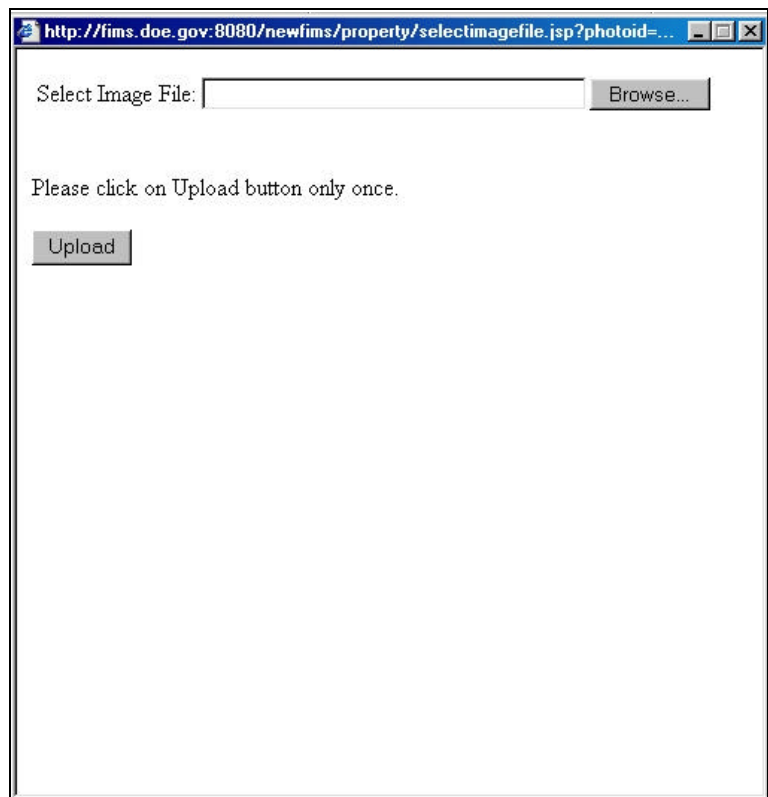 http://fims.doe.gov:8080/newfims/property/selectimagefile.jsp?photoid=...
Select Image File: Browse...
Please click on Upload button only once.
Upload